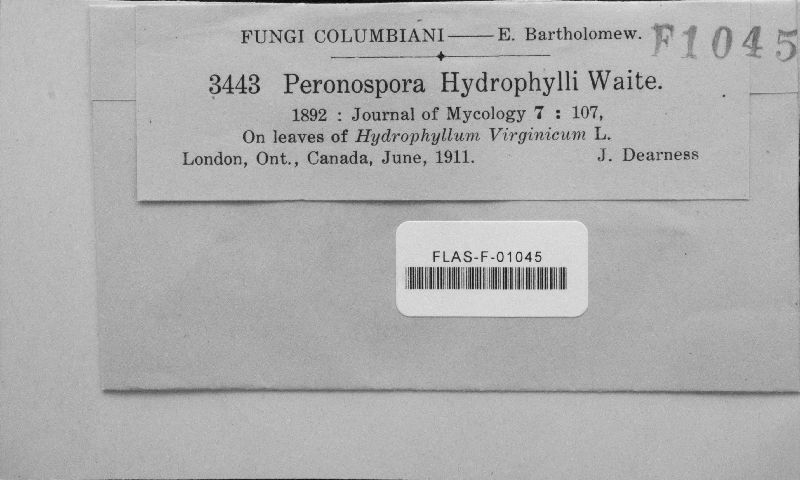 FUNGI COLUMBIANI—E. Bartholomew.
F1045
3443 Peronospora Hydrophylli Waite.
1892 : Journal of Mycology 7 : 107,
On leaves of Hydrophyllum Virginicum L.
London, Ont., Canada, June, 1911. J. Dearness
FLAS-F-01045